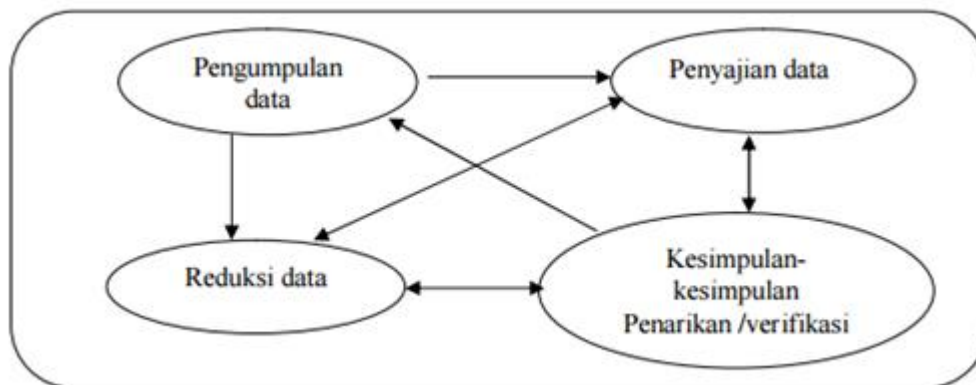 Pengumpulan
data
Penyajian data
Reduksi data
Kesimpulan-
kesimpulan
Penarikan /verifikasi